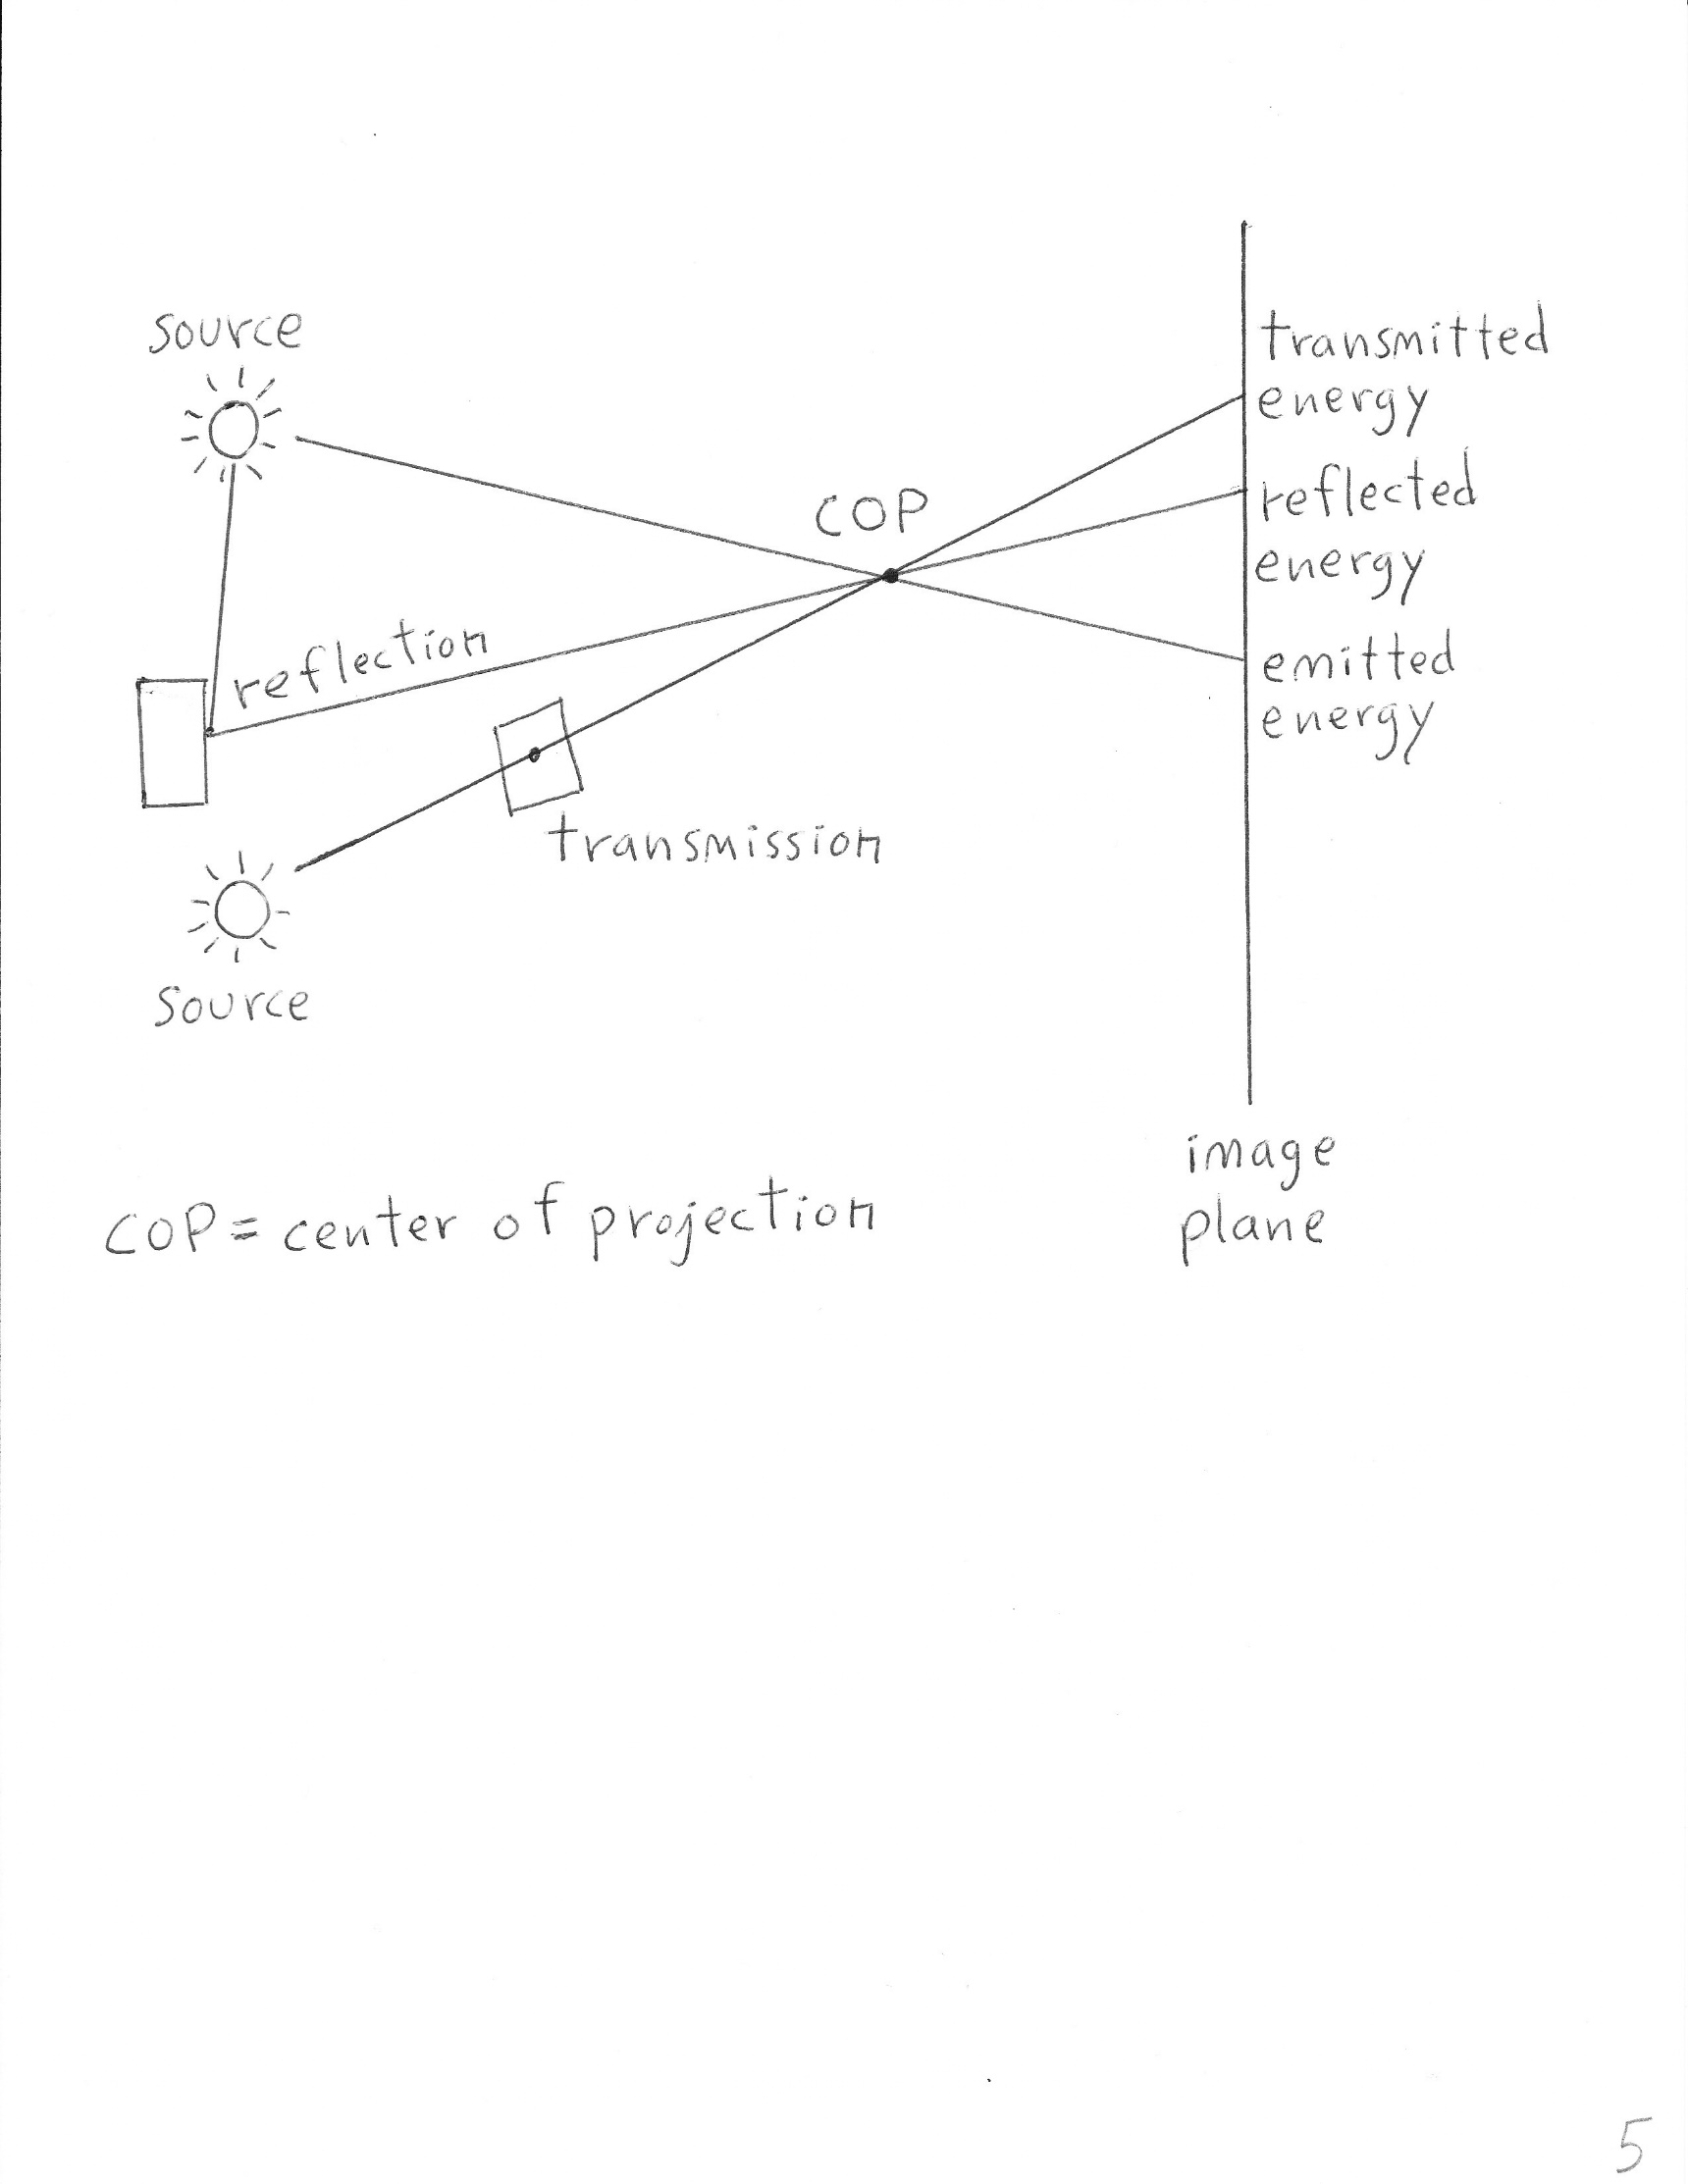 source
transmitted
energy
COP
reflected
energy
reflection
emitted
energy
transmission
source
image
plane
COP = center of projection
5